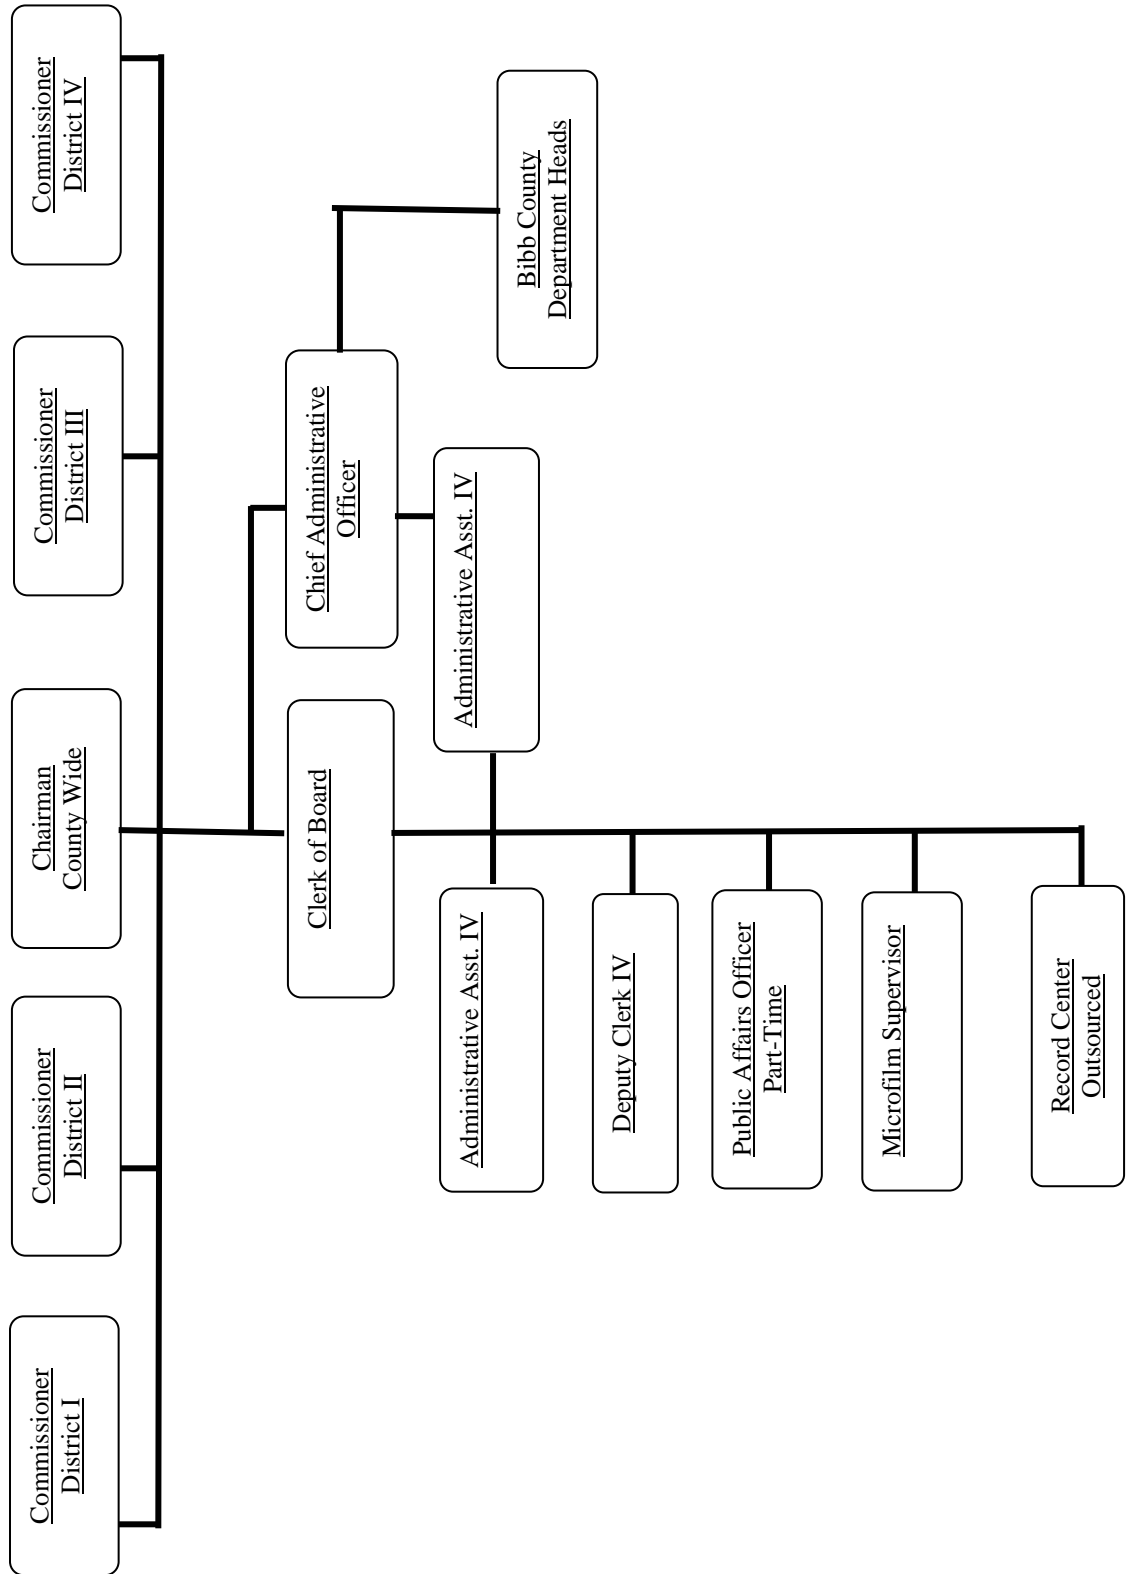 Commissioner
District I
Commissioner
District II
Chairman
County Wide
Commissioner
District III
Commissioner
District IV
Clerk of Board
Chief Administrative
Officer
Administrative Asst. IV
Administrative Asst. IV
Bibb County
Department Heads
Deputy Clerk IV
Public Affairs Officer
Part-Time
Microfilm Supervisor
Record Center
Outsourced